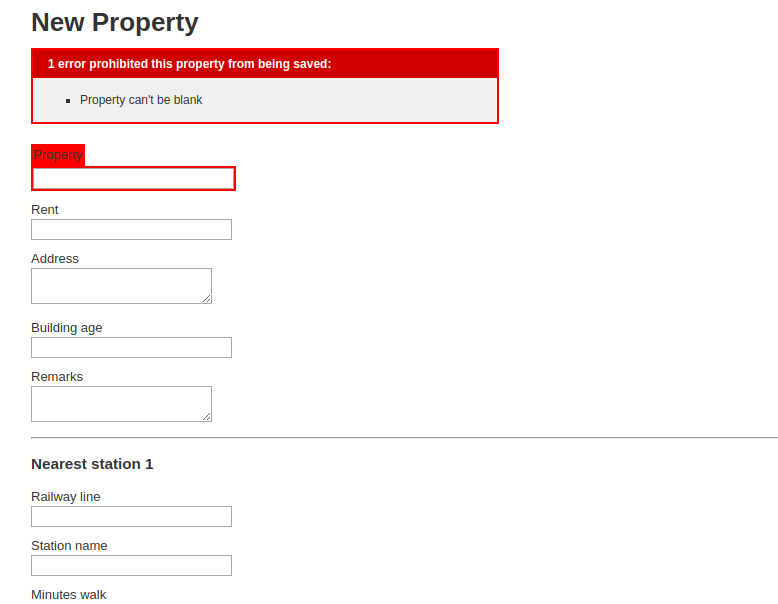 New Property
1 error prohibited this property from being saved:
Property can't be blank
Property
Rent
Address
Building age
Remarks
Nearest station 1
Railway line
Station name
Minutes walk